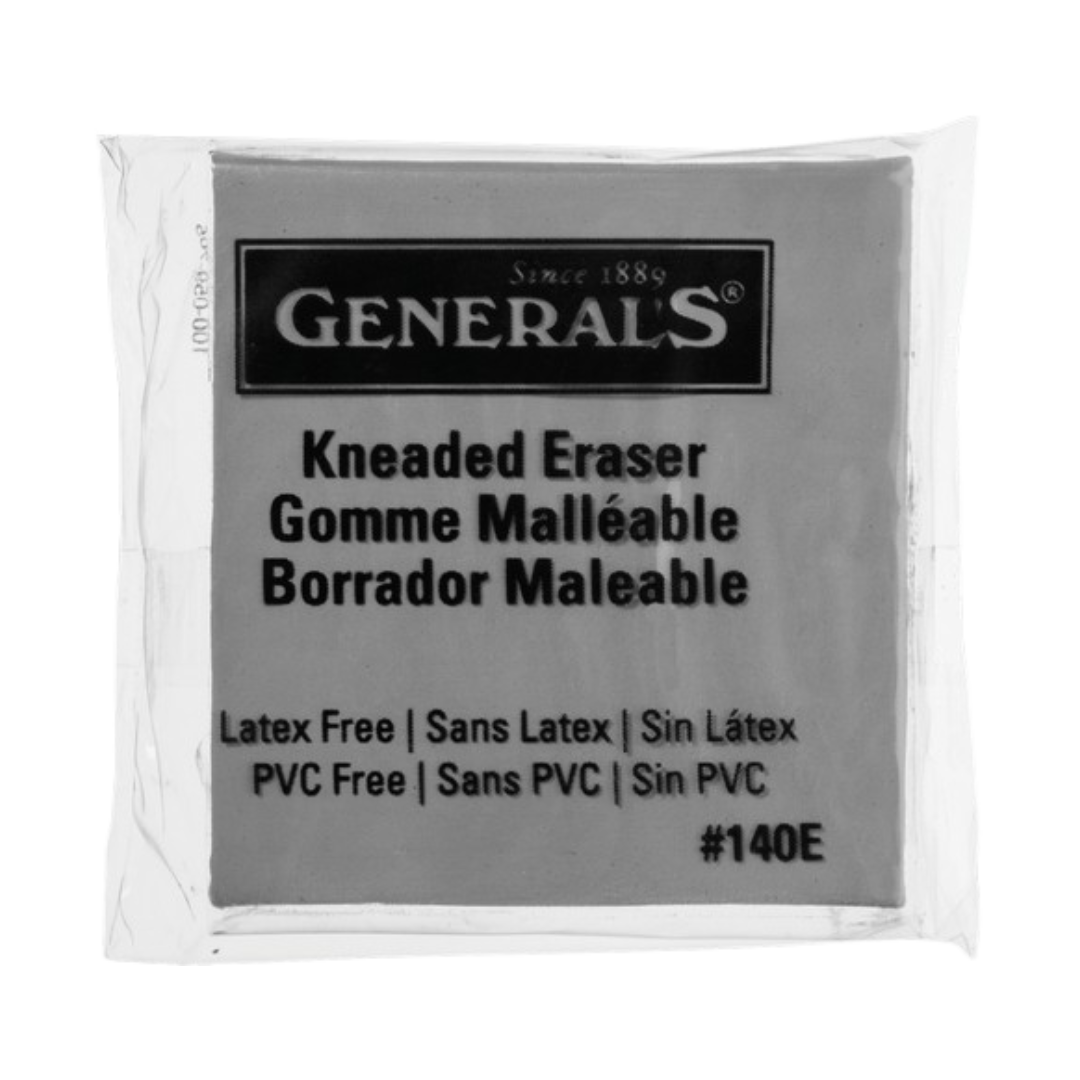 Since 1889
GENERAL'S®
Kneaded Eraser
Gomme Malléable
Borrador Maleable
Latex Free | Sans Latex | Sin Látex
PVC Free | Sans PVC | Sin PVC
#140E